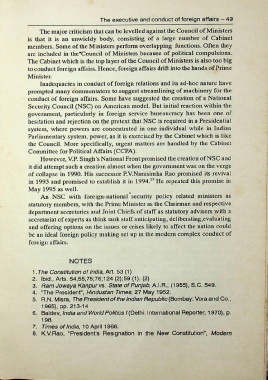 The executive and conduct of foreign affairs – 49
The major criticism that can be levelled against the Council of Ministers
is that it is an unwieldy body, consisting of a large number of Cabinet
members. Some of the Ministers perform overlapping functions. Often they
are included in the Council of Ministers because of political compulsions.
The Cabinet which is the top layer of the Council of Ministers is also too big
to conduct foreign affairs. Hence, foreign affairs drift into the hands of Prime
Minister.
Inadequacies in conduct of foreign relations and its ad-hoc nature have
prompted many commentators to suggest streamlining of machinery for the
conduct of foreign affairs. Some have suggested the creation of a National
Security Council (NSC) on American model. But initial reaction within the
government, particularly in foreign service bureaucracy has been one of
hesitation and rejection on the pretext that NSC is required in a Presidential
system, where powers are concentrated in one individual while in Indian
Parliamentary system, power, as it is exercised by the Cabinet which is like
the Council. More specifically, urgent matters are handled by the Cabinet
Committee for Political Affairs (CCPA).
However, V.P. Singh's National Front promised the creation of NSC and
it did attempt such a creation almost when the government was on the verge
of collapse in 1990. His successor P.V.Narasimha Rao promised its revival
in 1993 and promised to establish it in 1994. He repeated this promise in
May 1995 as well.
An NSC with foreign-national security policy related ministers as
statutory members, with the Prime Minister as the Chairman and respective
department secretaries and Joint Chiefs of staff as statutory advisers with a
secretariat of experts as think tank staff anticipating, deliberating, evaluating
and offering options on the issues or crises likely to affect the nation could
be an ideal foreign policy making set up in the modern complex conduct of
foreign affairs.
NOTES
1. The Constitution of India, Art. 53 (1)
2. Ibid., Arts. 54,55,75,76;124 (2);59 (1). (2)
3. Ram Jawaya Kanpur vs. State of Punjab, A.I.R., (1955), S.C. 549.
4. "The President", Hindustan Times, 27 May 1952.
5. R.N. Misra, The President of the Indian Republic (Bombay: Vora and Co.,
1965), pp. 213-14
6. Baldev, India and World Politics I (Delhi: International Reporter, 1970), p.
198.
7. Times of India, 10 April 1966.
8. K.V.Rao, "President's Resignation in the New Constitution", Modern